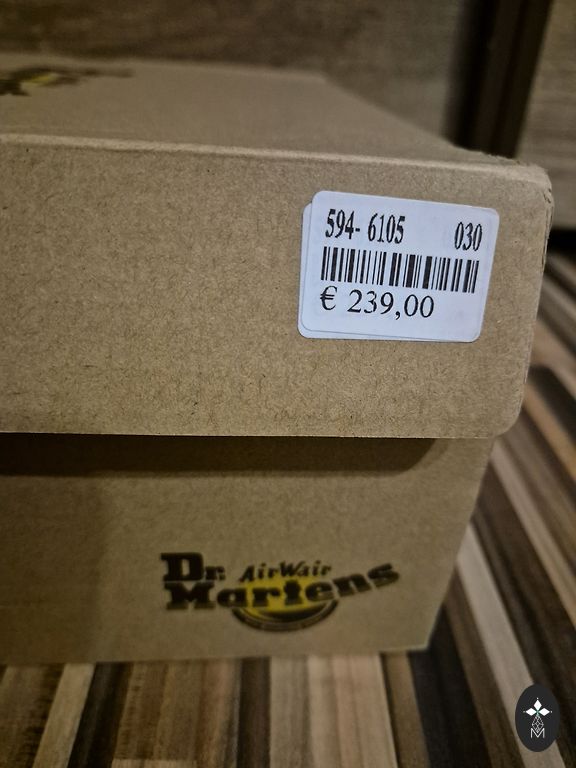 594- 6105 030
€ 239,00
Dr. AirWair
Martens